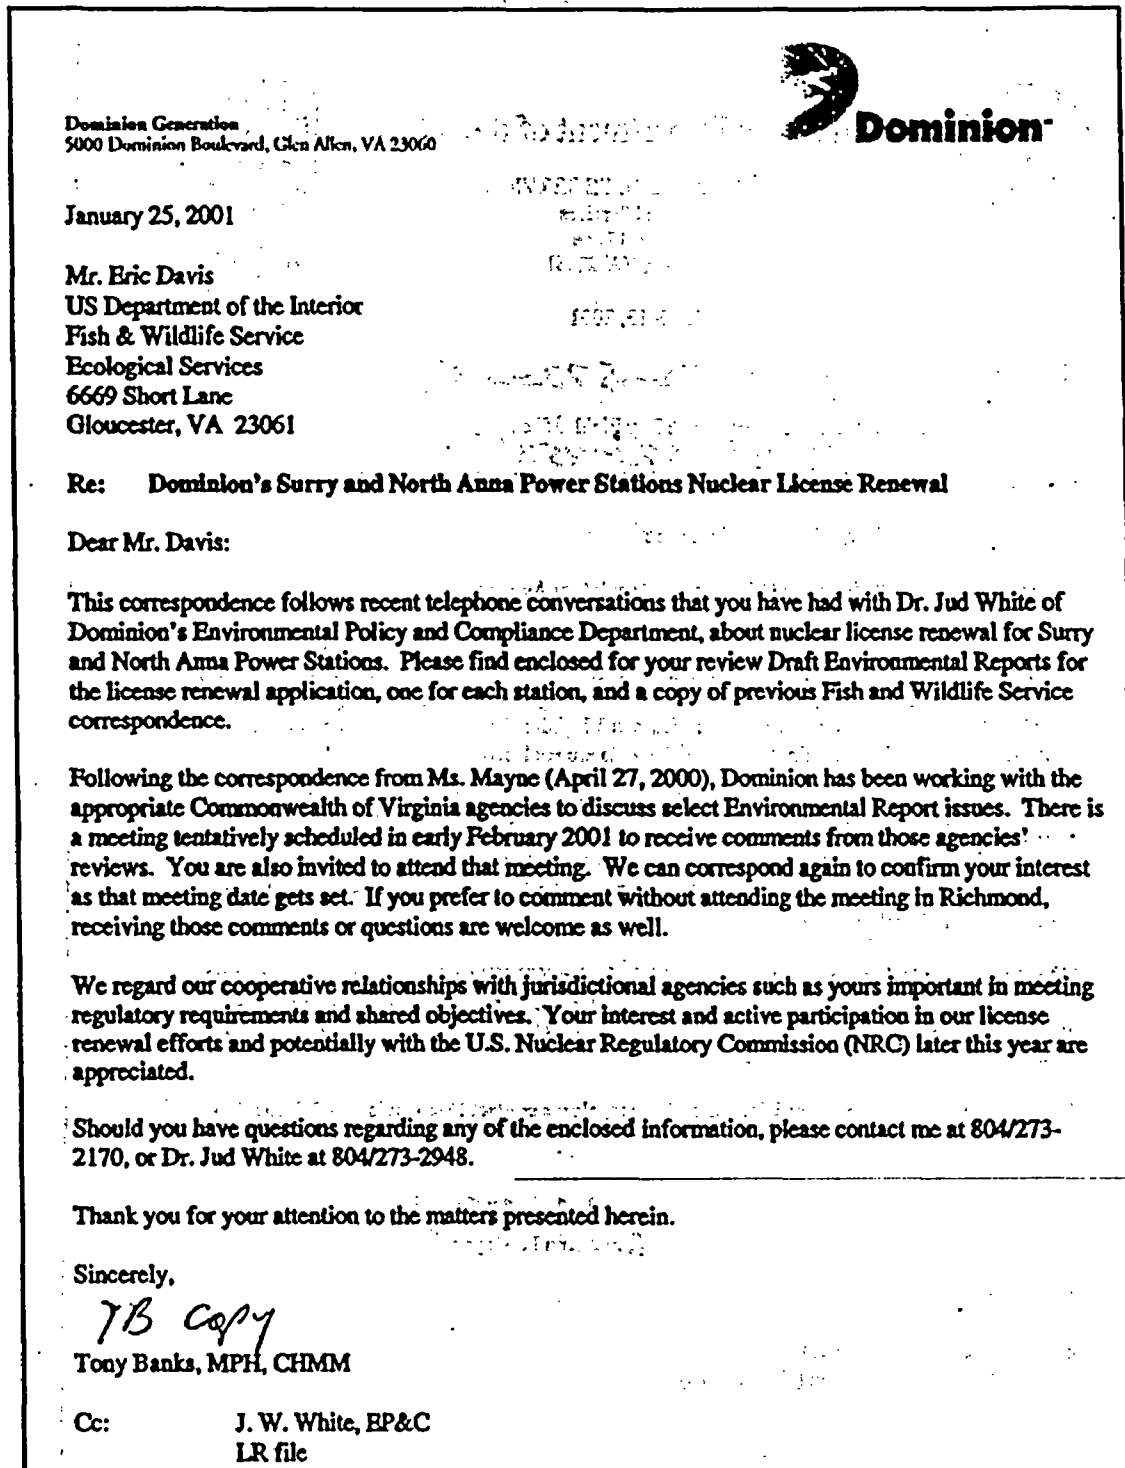 Dominion Generation
5000 Dominion Boulevard, Glen Allen, VA 23060
Dominion
January 25, 2001
Mr. Eric Davis
US Department of the Interior
Fish & Wildlife Service
Ecological Services
6669 Short Lane
Gloucester, VA 23061
Re: Dominion's Surry and North Anna Power Stations Nuclear License Renewal
Dear Mr. Davis:
This correspondence follows recent telephone conversations that you have had with Dr. Jud White of
Dominion's Environmental Policy and Compliance Department, about nuclear license renewal for Surry
and North Anna Power Stations. Please find enclosed for your review Draft Environmental Reports for
the license renewal application, one for each station, and a copy of previous Fish and Wildlife Service
correspondence.
Following the correspondence from Ms. Mayne (April 27, 2000), Dominion has been working with the
appropriate Commonwealth of Virginia agencies to discuss select Environmental Report issues. There is
a meeting tentatively scheduled in early February 2001 to receive comments from those agencies'
reviews. You are also invited to attend that meeting. We can correspond again to confirm your interest
as that meeting date gets set. If you prefer to comment without attending the meeting in Richmond,
receiving those comments or questions are welcome as well.
We regard our cooperative relationships with jurisdictional agencies such as yours important in meeting
regulatory requirements and shared objectives. Your interest and active participation in our license
renewal efforts and potentially with the U.S. Nuclear Regulatory Commission (NRC) later this year are
appreciated.
Should you have questions regarding any of the enclosed information, please contact me at 804/273-
2170, or Dr. Jud White at 804/273-2948.
Thank you for your attention to the matters presented herein.
Sincerely,
TB Copy
Tony Banks, MPH, CHMM
Cc: J. W. White, EP&C
LR file